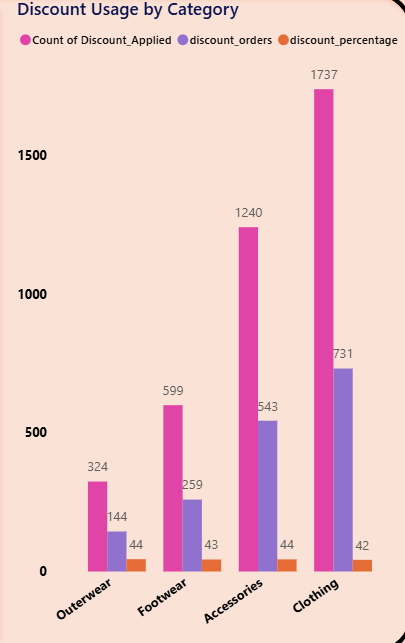 Discount Usage by Category
Count of Discount_Applied discount_orders discount_percentage
1737
1500
1240
1000
731
599
543
500
324
259
144
44
43
44
42
0
Outerwear
Footwear
Accessories
Clothing